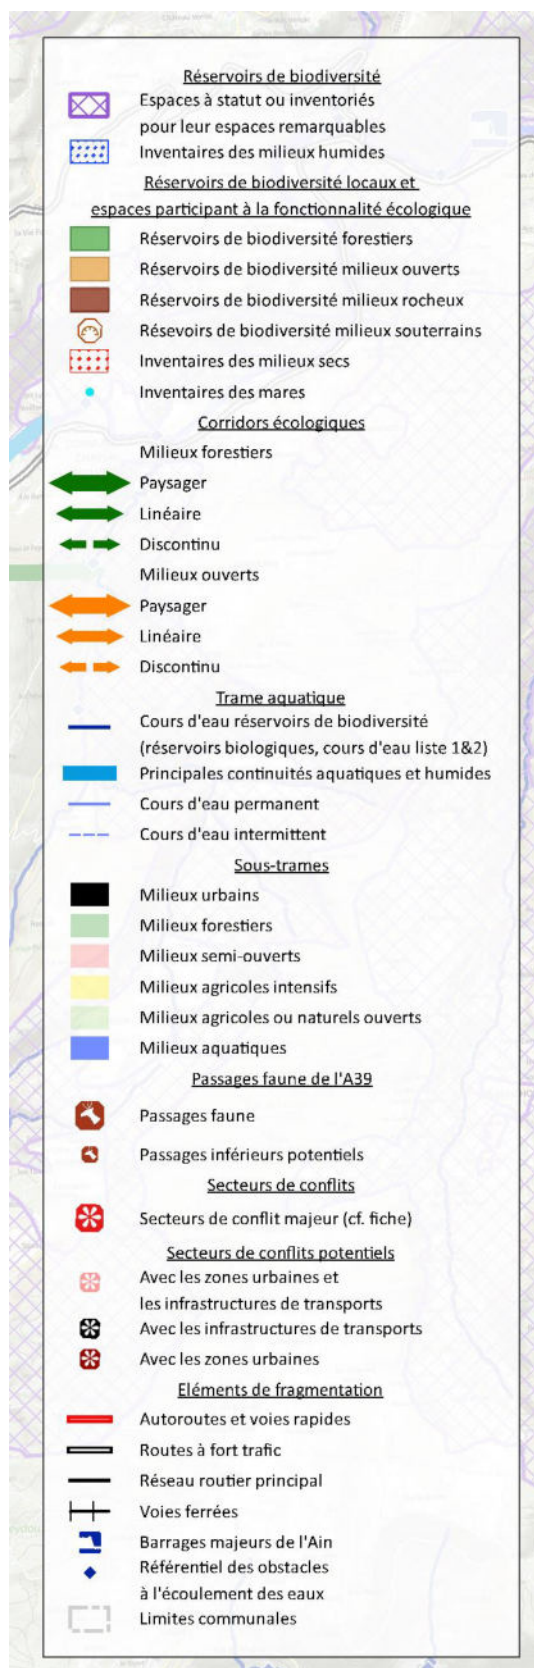 Réservoirs de biodiversité
Espaces à statut ou inventoriés
pour leur espaces remarquables
Inventaires des milieux humides
Réservoirs de biodiversité locaux et
espaces participant à la fonctionnalité écologique
Réservoirs de biodiversité forestiers
Réservoirs de biodiversité milieux ouverts
Réservoirs de biodiversité milieux rocheux
Résevoirs de biodiversité milieux souterrains
Inventaires des milieux secs
Inventaires des mares
Corridors écologiques
Milieux forestiers
Paysager
Linéaire
Discontinu
Milieux ouverts
Paysager
Linéaire
Discontinu
Trame aquatique
Cours d'eau réservoirs de biodiversité
(réservoirs biologiques, cours d'eau liste 1&2)
Principales continuités aquatiques et humides
Cours d'eau permanent
Cours d'eau intermittent
Sous-trames
Milieux urbains
Milieux forestiers
Milieux semi-ouverts
Milieux agricoles intensifs
Milieux agricoles ou naturels ouverts
Milieux aquatiques
Passages faune de l'A39
Passages faune
Passages inférieurs potentiels
Secteurs de conflits
Secteurs de conflit majeur (cf. fiche)
Secteurs de conflits potentiels
Avec les zones urbaines et
les infrastructures de transports
Avec les infrastructures de transports
Avec les zones urbaines
Eléments de fragmentation
Autoroutes et voies rapides
Routes à fort trafic
Réseau routier principal
Voies ferrées
Barrages majeurs de l'Ain
Référentiel des obstacles
à l'écoulement des eaux
Limites communales